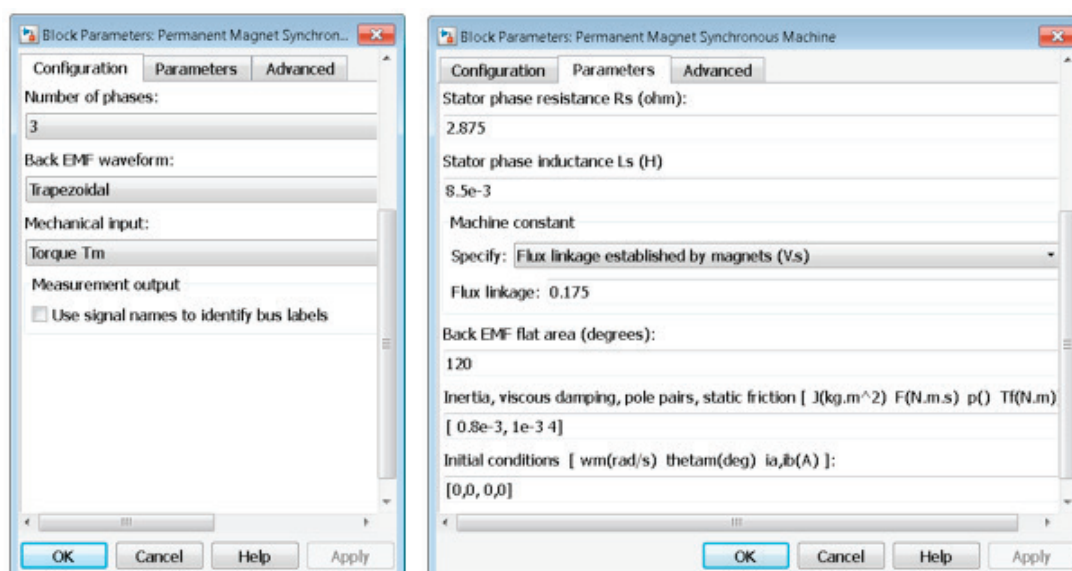 Block Parameters: Permanent Magnet Synchron...
Configuration Parameters Advanced
Number of phases:
3
Back EMF waveform:
Trapezoidal
Mechanical input:
Torque Tm
Measurement output
Use signal names to identify bus labels
OK Cancel Help Apply
Block Parameters: Permanent Magnet Synchronous Machine
Configuration Parameters Advanced
Stator phase resistance Rs (ohm):
2.875
Stator phase inductance Ls (H)
8.5e-3
Machine constant
Specify: Flux linkage established by magnets (V.s)
Flux linkage: 0.175
Back EMF flat area (degrees):
120
Inertia, viscous damping, pole pairs, static friction [ J(kg.m^2) F(N.m.s) p() Tf(N.m)
[ 0.8e-3, 1e-3 4]
Initial conditions [ wm(rad/s) thetam(deg) ia,ib(A) ]:
[0,0, 0,0]
OK Cancel Help Apply